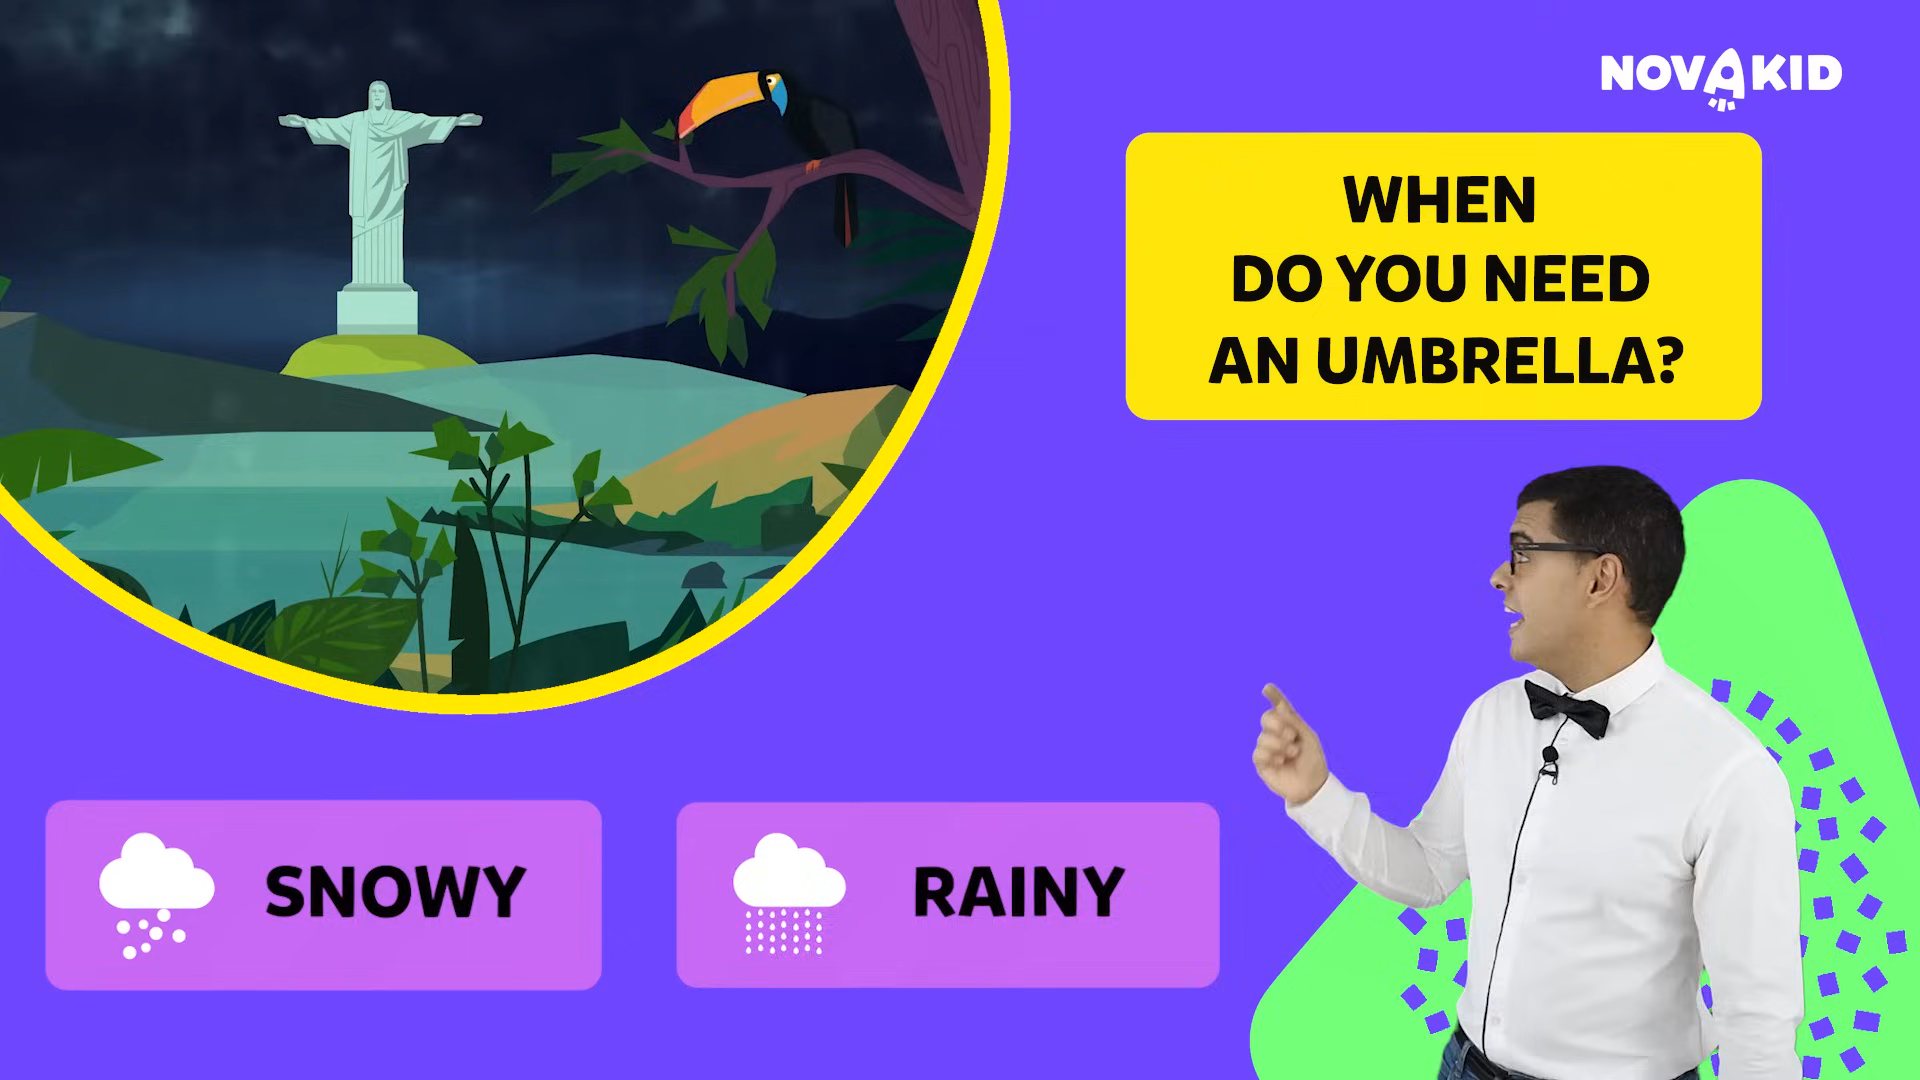 NOVAKID
WHEN
DO YOU NEED
AN UMBRELLA?
SNOWY
RAINY